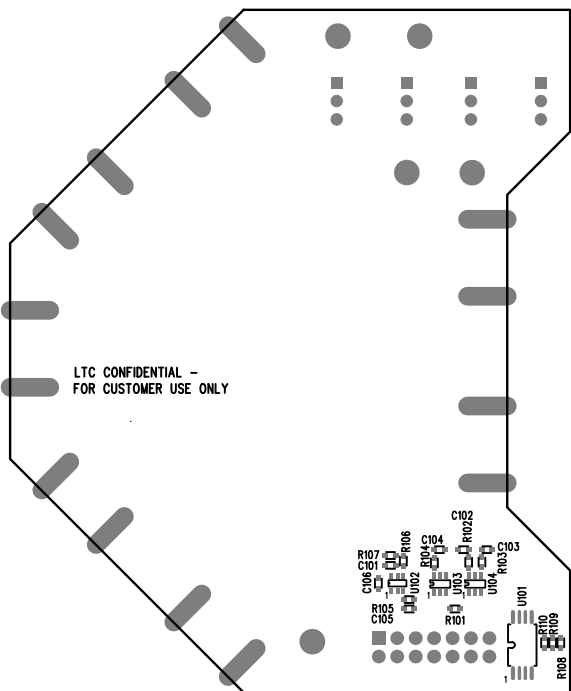 LTC CONFIDENTIAL –
FOR CUSTOMER USE ONLY
C102
R106
C104
R102
C103
R107
C101
R104
R103
C106
U102
U103
U104
1
1
1
R105
C105
R101
U101
R110
R109
R108
1